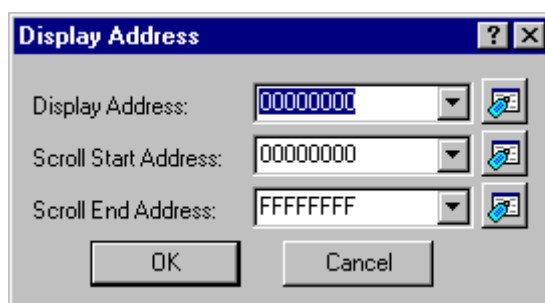 Display Address
Display Address: 00000000
Scroll Start Address: 00000000
Scroll End Address: FFFFFFFF
OK Cancel